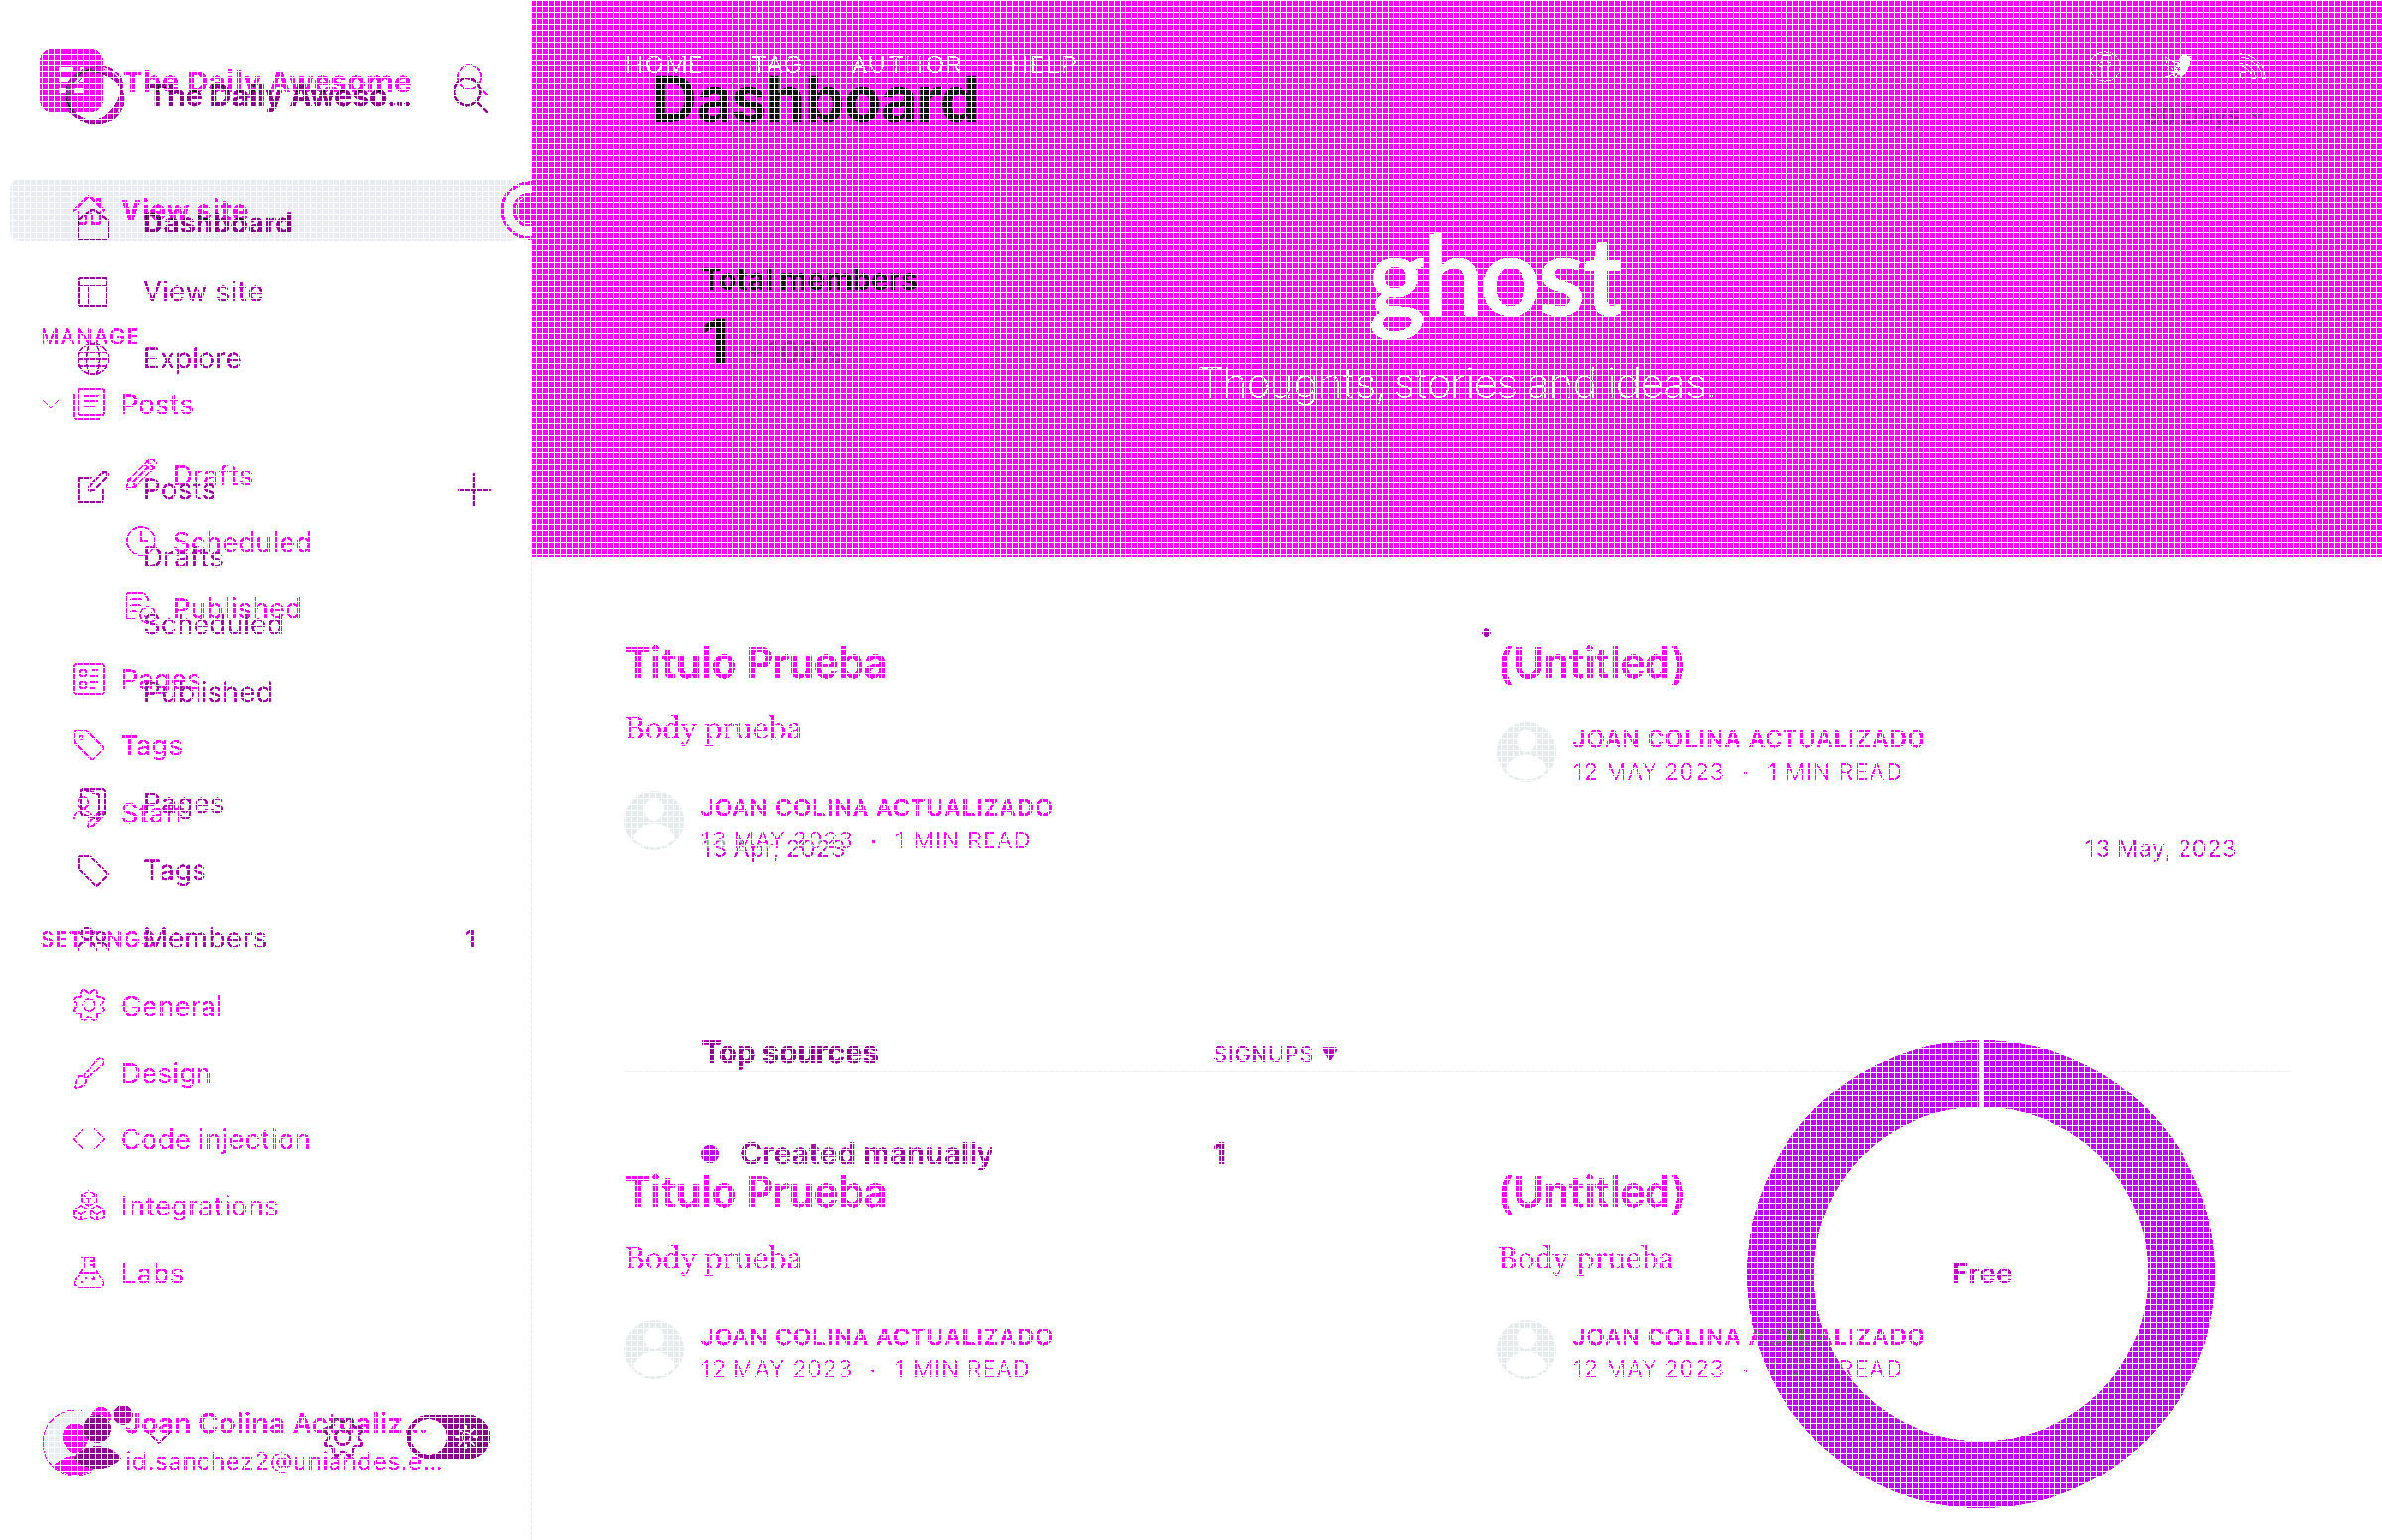 The Daily Awesome
The Daily Aweso...
View site
Dashboard
View site
MANAGE
Explore
Posts
Drafts
Posts
Scheduled
Drafts
Published
Scheduled
Pages
Published
Tags
Pages
Staff
Tags
SETTINGS
Members 1
General
Design
Code injection
Integrations
Labs
Joan Colina Actualiz...
id.sanchez2@uniandes.e...
HOME TAG AUTHOR HELP
Dashboard
30 Days
Total members
1
100%
ghost
Thoughts, stories and ideas.
Titulo Prueba
Body prueba
JOAN COLINA ACTUALIZADO
13 MAY 2023 · 1 MIN READ
13 Apr, 2023
(Untitled)
JOAN COLINA ACTUALIZADO
12 MAY 2023 · 1 MIN READ
13 May, 2023
Top sources SIGNUPS
Created manually 1
Titulo Prueba
Body prueba
JOAN COLINA ACTUALIZADO
12 MAY 2023 · 1 MIN READ
(Untitled)
Body prueba
JOAN COLINA ACTUALIZADO
12 MAY 2023 · READ
Free